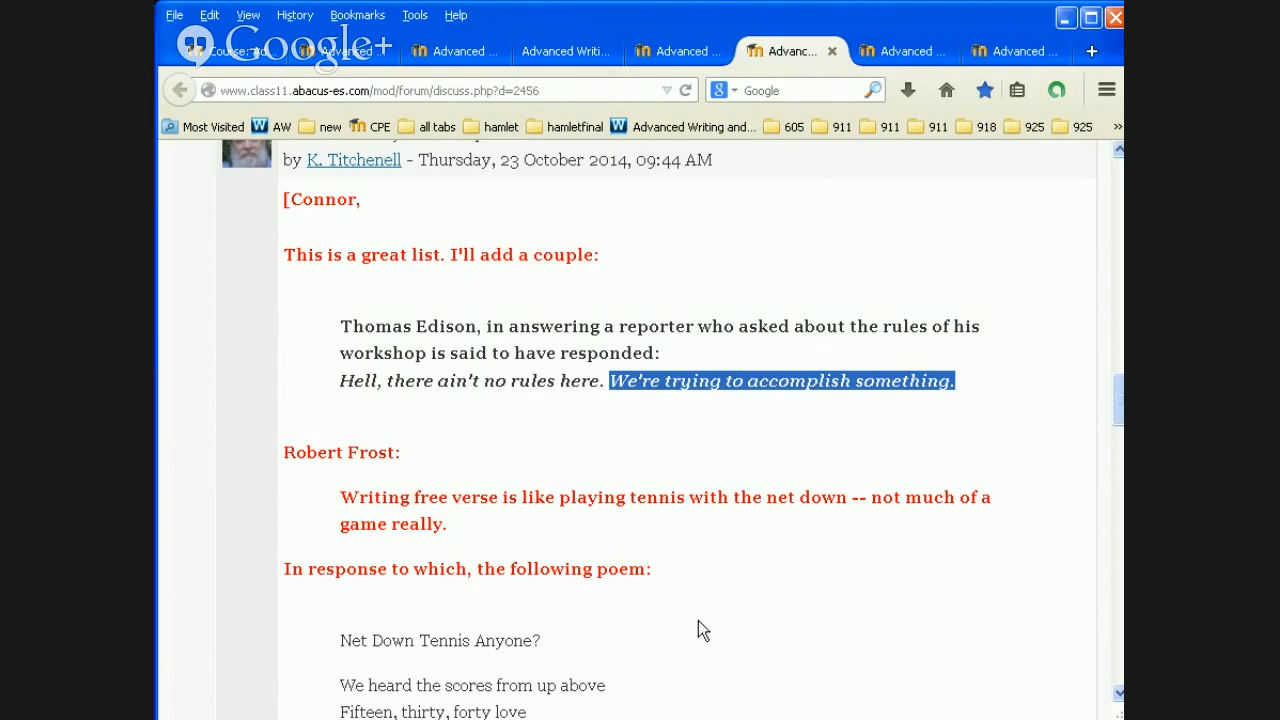 File Edit View History Bookmarks Tools Help
Google+
Advanced ... Advanced Writi... Advanced ... Advanc... Advanced ... Advanced ...
www.class11.abacus-es.com/mod/forum/discuss.php?d=2456 Google
Most Visited AW new CPE all tabs hamlet hamletfinal Advanced Writing and... 605 911 911 911 918 925 925 »
by K. Titchenell - Thursday, 23 October 2014, 09:44 AM
[Connor,
This is a great list. I'll add a couple:
Thomas Edison, in answering a reporter who asked about the rules of his
workshop is said to have responded:
Hell, there ain't no rules here. We're trying to accomplish something.
Robert Frost:
Writing free verse is like playing tennis with the net down -- not much of a
game really.
In response to which, the following poem:
Net Down Tennis Anyone?
We heard the scores from up above
Fifteen, thirty, forty love